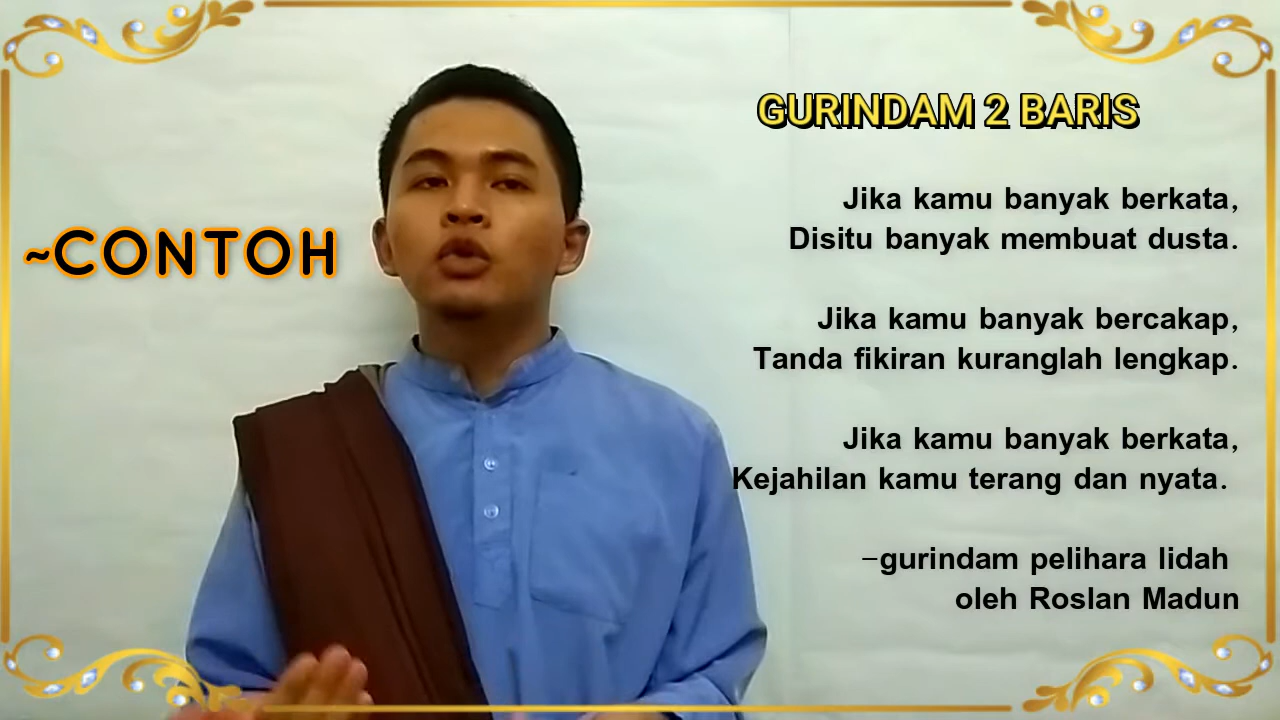 ~CONTOH
GURINDAM 2 BARIS
Jika kamu banyak berkata,
Disitu banyak membuat dusta.
Jika kamu banyak bercakap,
Tanda fikiran kuranglah lengkap.
Jika kamu banyak berkata,
Kejahilan kamu terang dan nyata.
-gurindam pelihara lidah
oleh Roslan Madun